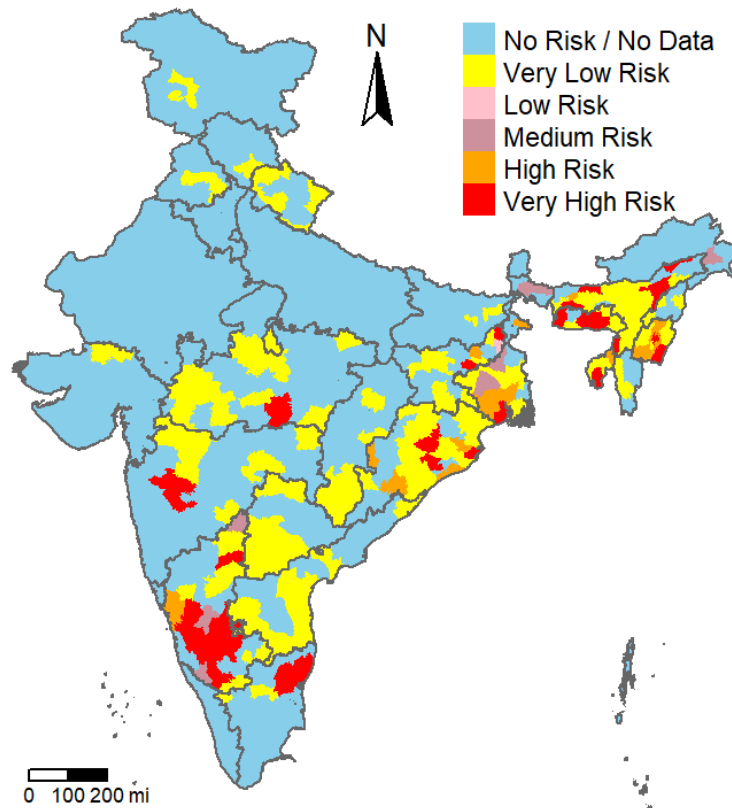 N
No Risk / No Data
Very Low Risk
Low Risk
Medium Risk
High Risk
Very High Risk
0 100 200 mi